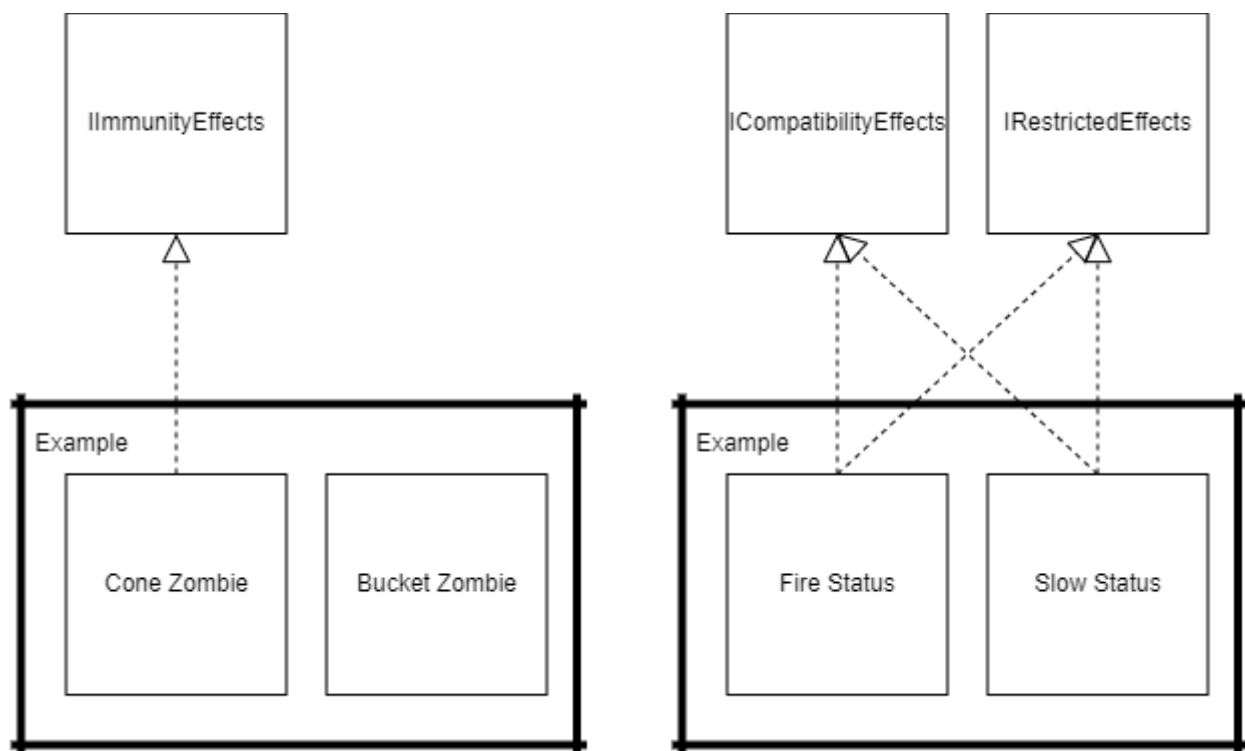 IImmunityEffects
ICompatibilityEffects
IRestrictedEffects
Example
Cone Zombie
Bucket Zombie
Example
Fire Status
Slow Status